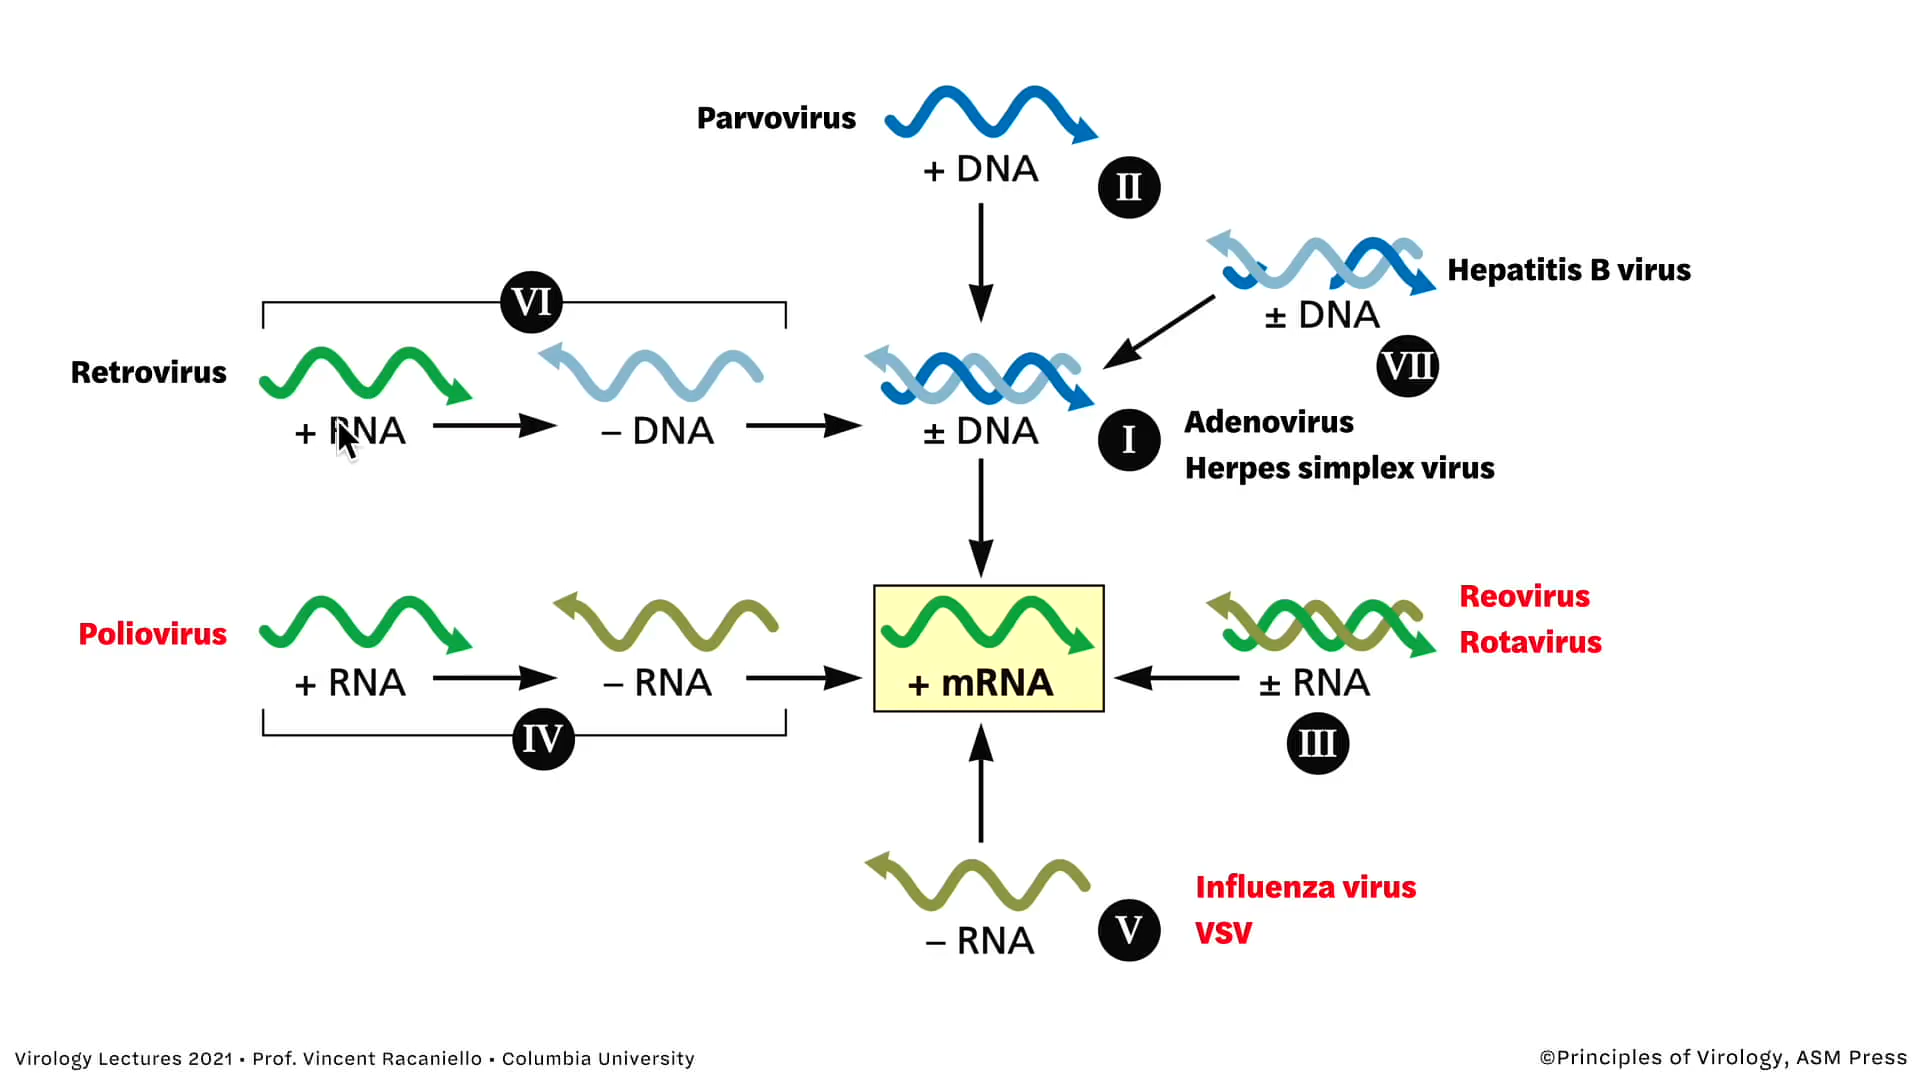 Parvovirus
+ DNA
II
Hepatitis B virus
± DNA
VII
VI
Retrovirus
+ RNA
– DNA
± DNA
I
Adenovirus
Herpes simplex virus
Poliovirus
+ RNA
– RNA
IV
+ mRNA
Reovirus
Rotavirus
± RNA
III
– RNA
V
Influenza virus
VSV
Virology Lectures 2021 • Prof. Vincent Racaniello • Columbia University
©Principles of Virology, ASM Press